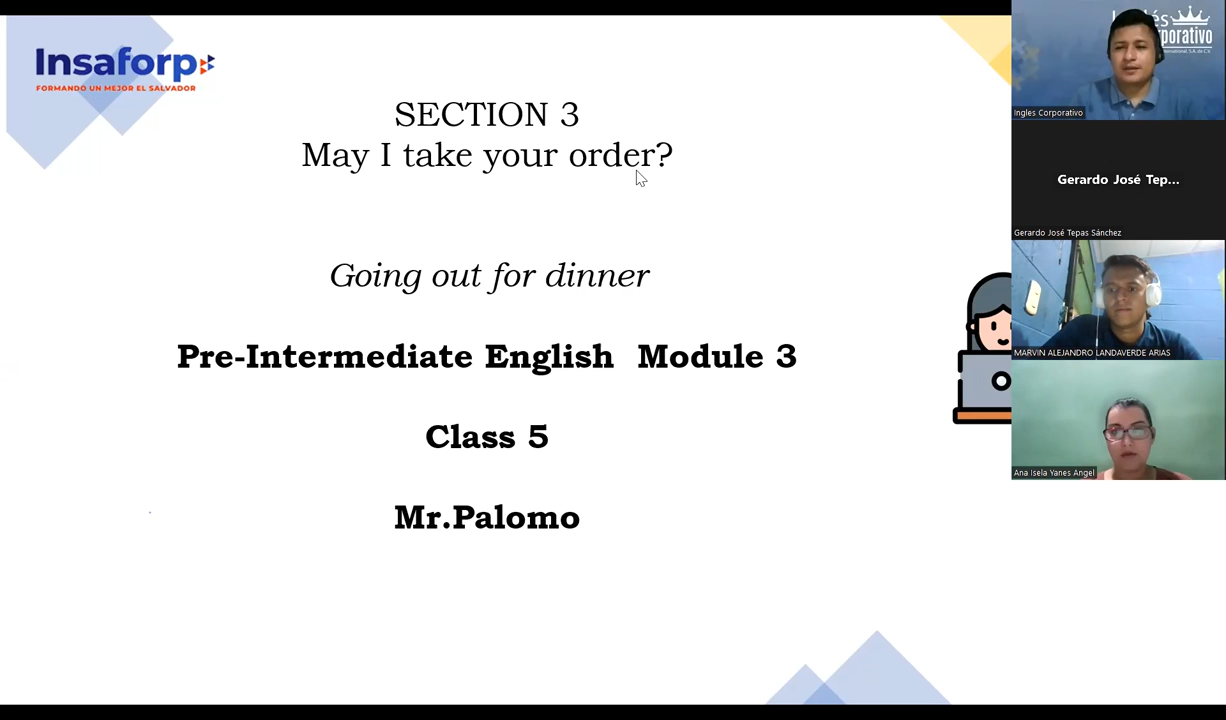 Insaforp
FORMANDO UN MEJOR EL SALVADOR
SECTION 3
May I take your order?
Going out for dinner
Pre-Intermediate English Module 3
Class 5
Mr.Palomo
Ingles Corporativo
Gerardo José Tep...
Gerardo José Tepas Sánchez
MARVIN ALEJANDRO LANDAVERDE ARIAS
Ana Isela Yanes Angel